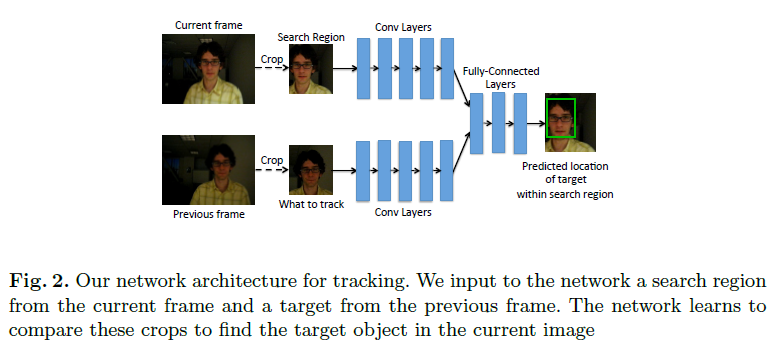 Current frame
Search Region
Conv Layers
Crop
Fully-Connected
Layers
Crop
Predicted location
of target
within search region
Previous frame
What to track
Conv Layers
Fig. 2. Our network architecture for tracking. We input to the network a search region
from the current frame and a target from the previous frame. The network learns to
compare these crops to find the target object in the current image